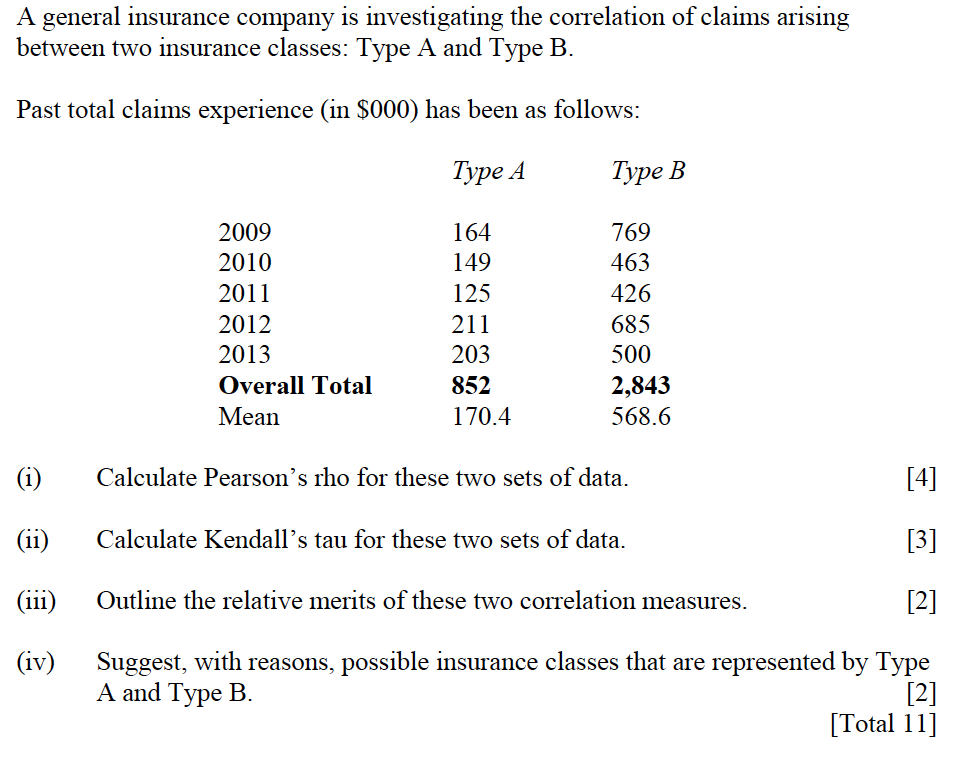 A general insurance company is investigating the correlation of claims arising
between two insurance classes: Type A and Type B.
Past total claims experience (in $000) has been as follows:
Type A Type B
2009 164 769
2010 149 463
2011 125 426
2012 211 685
2013 203 500
Overall Total 852 2,843
Mean 170.4 568.6
(i) Calculate Pearson’s rho for these two sets of data. [4]
(ii) Calculate Kendall’s tau for these two sets of data. [3]
(iii) Outline the relative merits of these two correlation measures. [2]
(iv) Suggest, with reasons, possible insurance classes that are represented by Type
A and Type B. [2]
[Total 11]